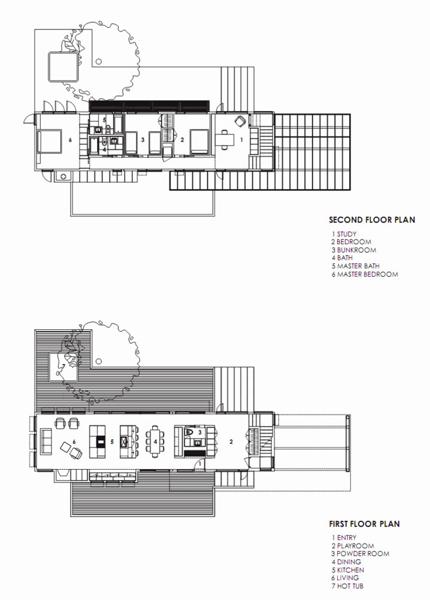 5
6
4
3
2
1
SECOND FLOOR PLAN
1 STUDY
2 BEDROOM
3 BUNKROOM
4 BATH
5 MASTER BATH
6 MASTER BEDROOM
6
5
4
3
2
FIRST FLOOR PLAN
1 ENTRY
2 PLAYROOM
3 POWDER ROOM
4 DINING
5 KITCHEN
6 LIVING
7 HOT TUB